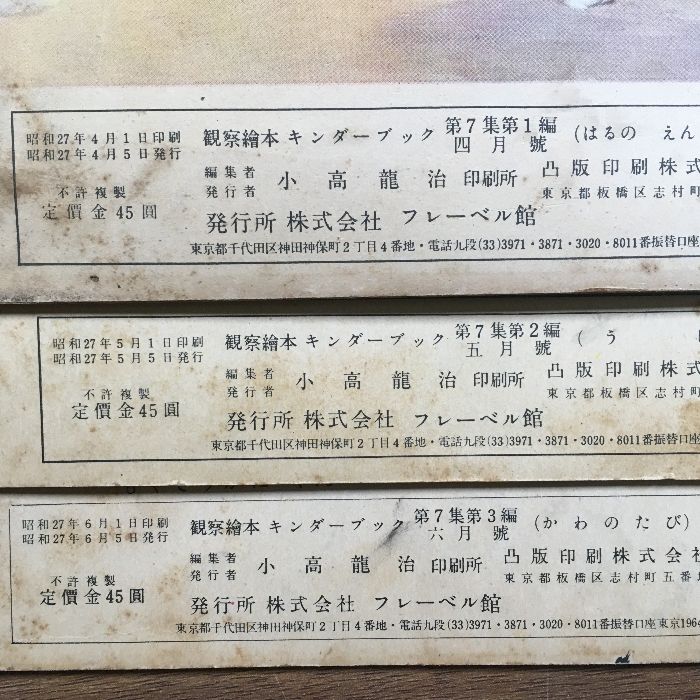 昭和27年4月1日印刷
昭和27年4月5日発行
不許複製
定價金45圓
観察繪本 キンダーブック 第7集第1編 四月號 (はるの えん
編集者 発行者 小高龍治 印刷所 凸版印刷株式
東京都板橋区志村町
発行所 株式会社 フレーベル館
東京都千代田区神田神保町2丁目4番地・電話九段(33)3971・3871・3020・8011番振替口座
昭和27年5月1日印刷
昭和27年5月5日発行
不許複製
定價金45圓
観察繪本 キンダーブック 第7集第2編 五月號 (う
編集者 発行者 小高龍治 印刷所 凸版印刷株式
東京都板橋区志村町
発行所 株式会社 フレーベル館
東京都千代田区神田神保町2丁目4番地・電話九段(33)3971・3871・3020・8011番振替口座
昭和27年6月1日印刷
昭和27年6月5日発行
不許複製
定價金45圓
観察繪本 キンダーブック 第7集第3編 六月號 (かわのたび)
編集者 発行者 小高龍治 印刷所 凸版印刷株式会社
東京都板橋区志村町五番
発行所 株式会社 フレーベル館
東京都千代田区神田神保町2丁目4番地・電話九段(33)3971・3871・3020・8011番振替口座東京1964